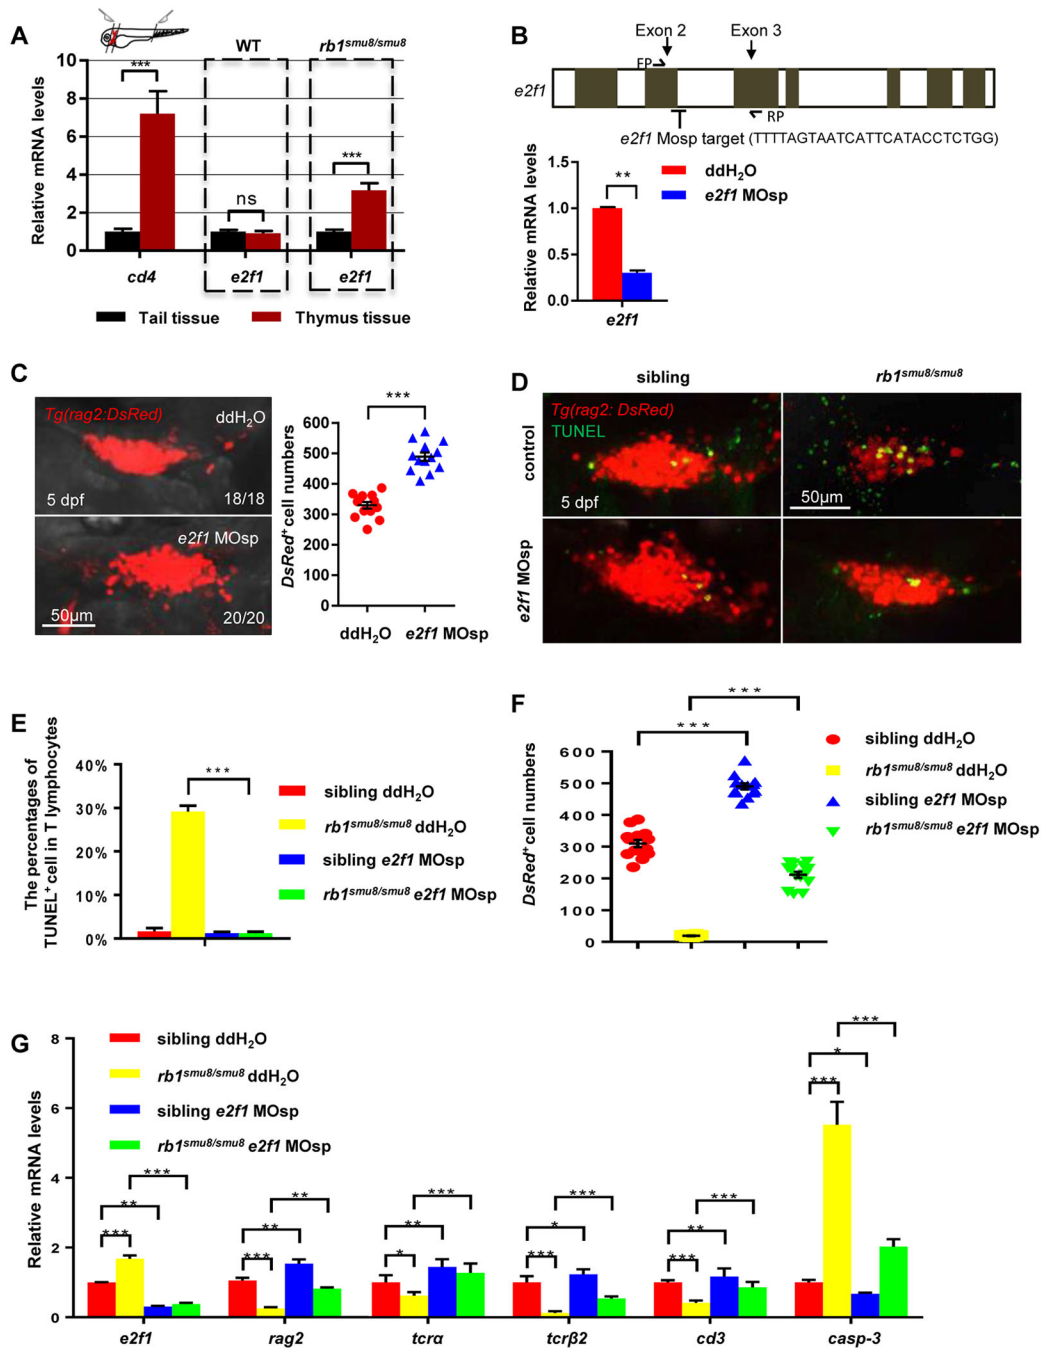 A
WT
rb1smu8/smu8
Relative mRNA levels
10
8
6
4
2
0
***
ns
***
cd4
e2f1
e2f1
Tail tissue
Thymus tissue
B
Exon 2
Exon 3
FP
e2f1
RP
e2f1 Mosp target (TTTTAGTAATCATTCATACCTCTGG)
Relative mRNA levels
1.5
1.0
0.5
0.0
**
e2f1
ddH2O
e2f1 MOsp
C
Tg(rag2:DsRed)
ddH2O
5 dpf
18/18
e2f1 MOsp
50µm
20/20
DsRed+ cell numbers
600
500
400
300
200
100
0
***
ddH2O
e2f1 MOsp
D
sibling
rb1smu8/smu8
control
e2f1 MOsp
Tg(rag2: DsRed)
TUNEL
5 dpf
50µm
E
The percentages of
TUNEL+ cell in T lymphocytes
40%
30%
20%
10%
0%
***
sibling ddH2O
rb1smu8/smu8 ddH2O
sibling e2f1 MOsp
rb1smu8/smu8 e2f1 MOsp
F
DsRed+ cell numbers
600
500
400
300
200
100
0
***
***
sibling ddH2O
rb1smu8/smu8 ddH2O
sibling e2f1 MOsp
rb1smu8/smu8 e2f1 MOsp
G
Relative mRNA levels
8
6
4
2
0
sibling ddH2O
rb1smu8/smu8 ddH2O
sibling e2f1 MOsp
rb1smu8/smu8 e2f1 MOsp
***
**
***
**
**
***
***
**
*
***
*
***
***
**
***
***
*
***
e2f1
rag2
tcrα
tcrβ2
cd3
casp-3